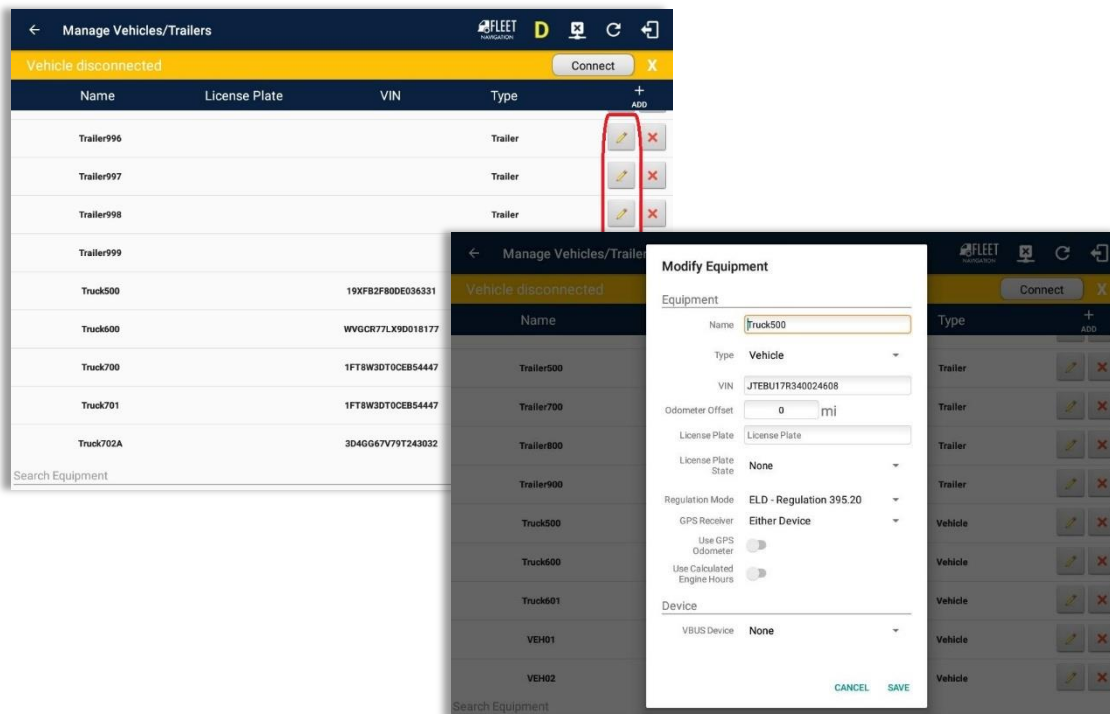 Manage Vehicles/Trailers FLEET NAVIGATION D
Vehicle disconnected Connect X
Name License Plate VIN Type + ADD
Trailer996 Trailer
Trailer997 Trailer
Trailer998 Trailer
Trailer999
Truck500 19XFB2F80DE036331
Truck600 WVGCR77LX9D018177
Truck700 1FT8W3DT0CEB54447
Truck701 1FT8W3DT0CEB54447
Truck702A 3D4GG67V79T243032
Search Equipment
Manage Vehicles/Trailer FLEET NAVIGATION
Vehicle disconnected Connect X
Name Type + ADD
Trailer500 Trailer
Trailer700 Trailer
Trailer800 Trailer
Trailer900 Trailer
Truck500 Vehicle
Truck600 Vehicle
Truck601 Vehicle
VEH01 Vehicle
VEH02 Vehicle
Search Equipment
Modify Equipment
Equipment
Name Truck500
Type Vehicle
VIN JTEBU17R340024608
Odometer Offset 0 mi
License Plate License Plate
License Plate State None
Regulation Mode ELD - Regulation 395.20
GPS Receiver Either Device
Use GPS Odometer
Use Calculated Engine Hours
Device
VBUS Device None
CANCEL SAVE